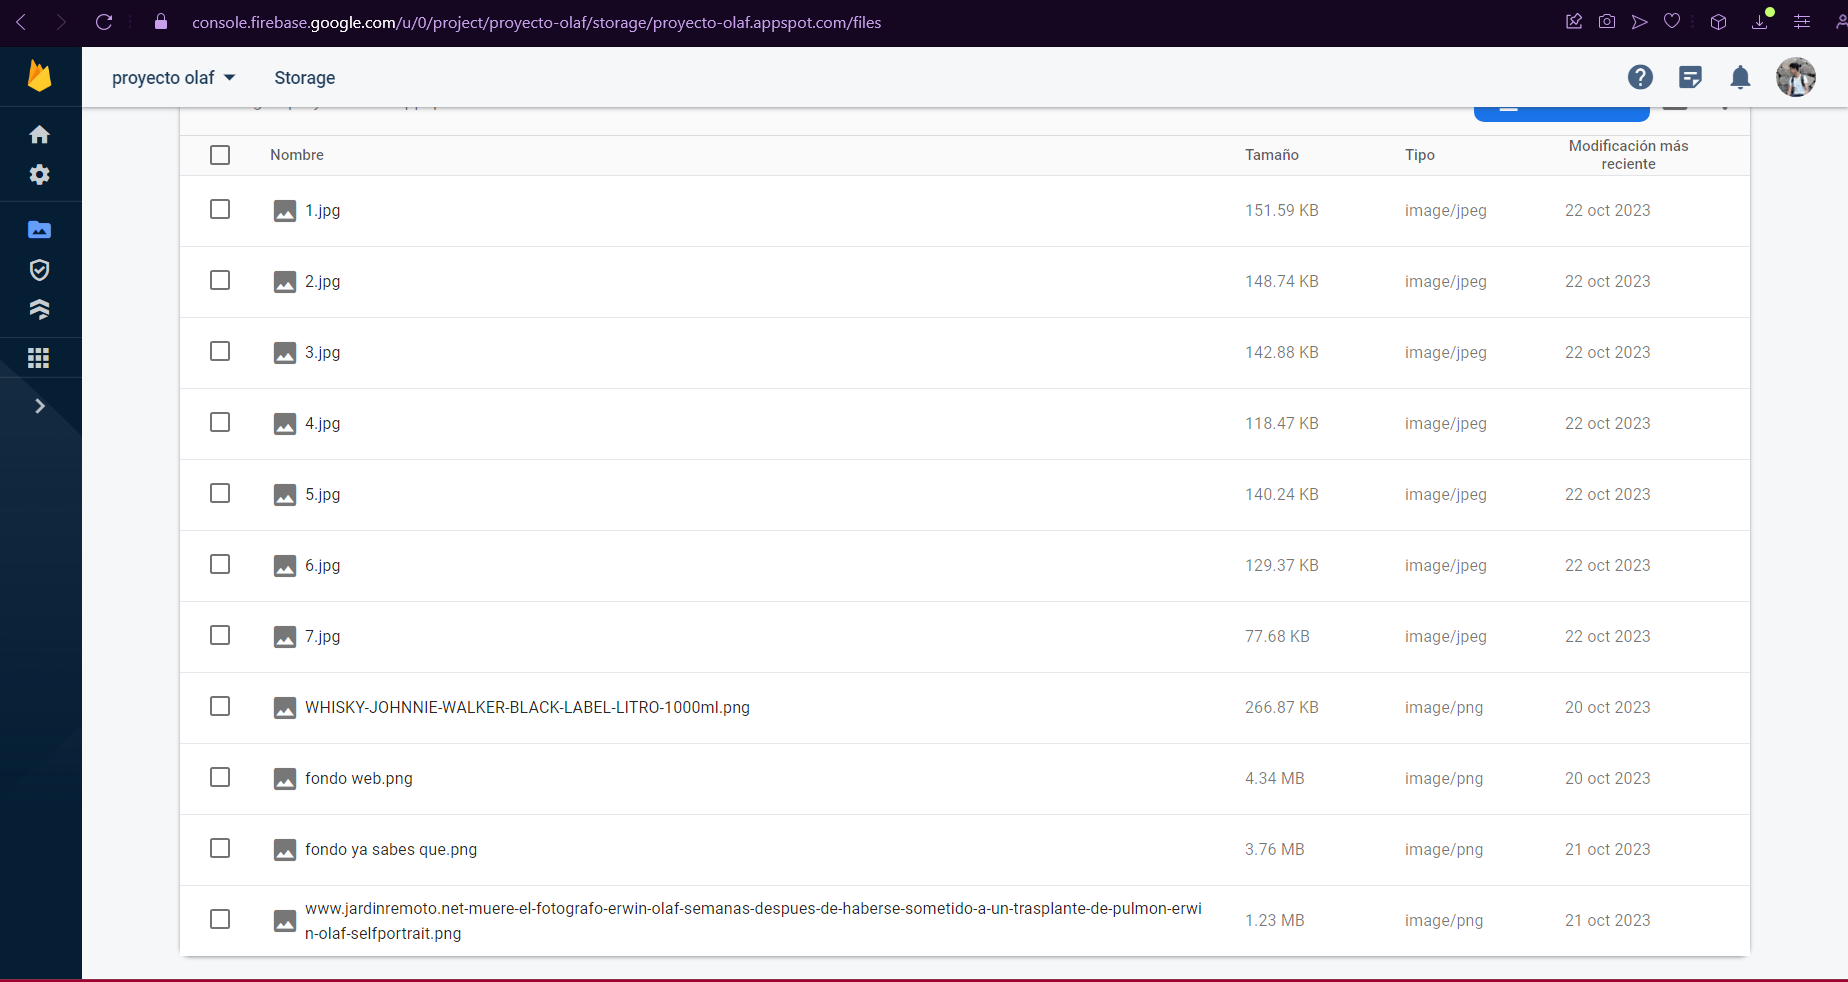 console.firebase.google.com/u/0/project/proyecto-olaf/storage/proyecto-olaf.appspot.com/files
proyecto olaf Storage
Nombre Tamaño Tipo Modificación más
reciente
1.jpg 151.59 KB image/jpeg 22 oct 2023
2.jpg 148.74 KB image/jpeg 22 oct 2023
3.jpg 142.88 KB image/jpeg 22 oct 2023
4.jpg 118.47 KB image/jpeg 22 oct 2023
5.jpg 140.24 KB image/jpeg 22 oct 2023
6.jpg 129.37 KB image/jpeg 22 oct 2023
7.jpg 77.68 KB image/jpeg 22 oct 2023
WHISKY-JOHNNIE-WALKER-BLACK-LABEL-LITRO-1000ml.png 266.87 KB image/png 20 oct 2023
fondo web.png 4.34 MB image/png 20 oct 2023
fondo ya sabes que.png 3.76 MB image/png 21 oct 2023
www.jardinremoto.net-muere-el-fotografo-erwin-olaf-semanas-despues-de-haberse-sometido-a-un-trasplante-de-pulmon-erwi
n-olaf-selfportrait.png 1.23 MB image/png 21 oct 2023